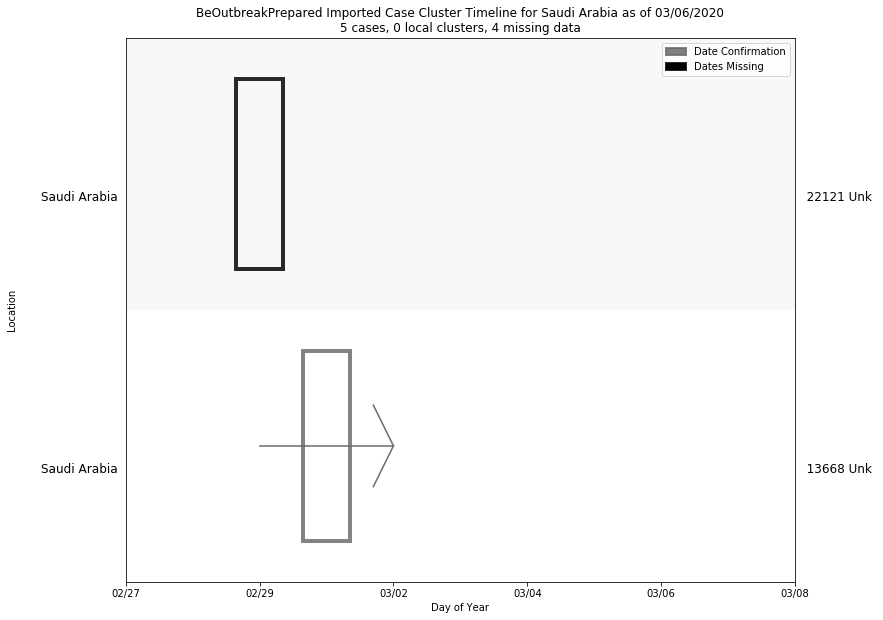 BeOutbreakPrepared Imported Case Cluster Timeline for Saudi Arabia as of 03/06/2020
5 cases, 0 local clusters, 4 missing data
Date Confirmation
Dates Missing
Saudi Arabia
22121 Unk
Location
Saudi Arabia
13668 Unk
02/27
02/29
03/02
03/04
03/06
03/08
Day of Year